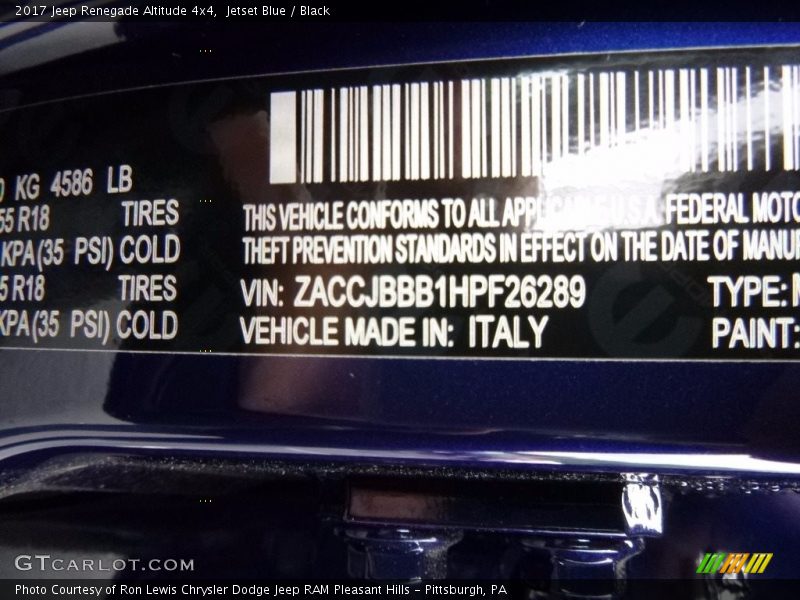 2017 Jeep Renegade Altitude 4x4,  Jetset Blue / Black
KG 4586 LB
55 R18 TIRES
KPA(35 PSI) COLD
5 R18 TIRES
KPA(35 PSI) COLD
THIS VEHICLE CONFORMS TO ALL U.S.A. FEDERAL
THEFT PREVENTION STANDARDS IN EFFECT ON THE DATE OF
VIN: ZACCJBBB1HPF26289 TYPE:
VEHICLE MADE IN: ITALY PAINT:
GTCARLOT.COM
Photo Courtesy of Ron Lewis Chrysler Dodge Jeep RAM Pleasant Hills - Pittsburgh, PA